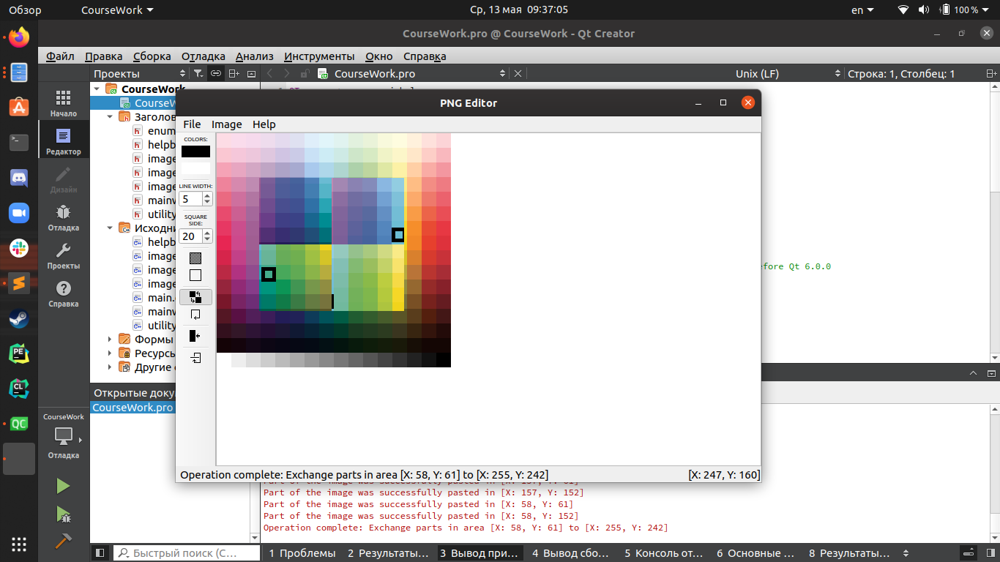 Обзор CourseWork Ср, 13 мая 09:37:05 en 100 %
CourseWork.pro @ CourseWork - Qt Creator
Файл Правка Сборка Отладка Анализ Инструменты Окно Справка
Проекты CourseWork.pro Unix (LF) Строка: 1, Столбец: 1
CourseWork
CourseW
Заголов
enum
helpb
image
image
image
mainv
utility
Исходни
helpb
image
image
image
main.
mainv
utility
Формы
Ресурсы
Другие
Начало
Редактор
Дизайн
Отладка
Проекты
Справка
PNG Editor
File Image Help
COLORS:
LINE WIDTH:
5
SQUARE
SIDE:
20
efore Qt 6.0.0
Operation complete: Exchange parts in area [X: 58, Y: 61] to [X: 255, Y: 242] [X: 247, Y: 160]
Открытые доку
CourseWork.pro
CourseWork
Отладка
Part of the image was successfully pasted in [X: 157, Y: 61]
Part of the image was successfully pasted in [X: 157, Y: 152]
Part of the image was successfully pasted in [X: 58, Y: 61]
Part of the image was successfully pasted in [X: 58, Y: 152]
Operation complete: Exchange parts in area [X: 58, Y: 61] to [X: 255, Y: 242]
Быстрый поиск (C… 1 Проблемы 2 Результаты… 3 Вывод при… 4 Вывод сбо… 5 Консоль от… 6 Основные … 8 Результаты…